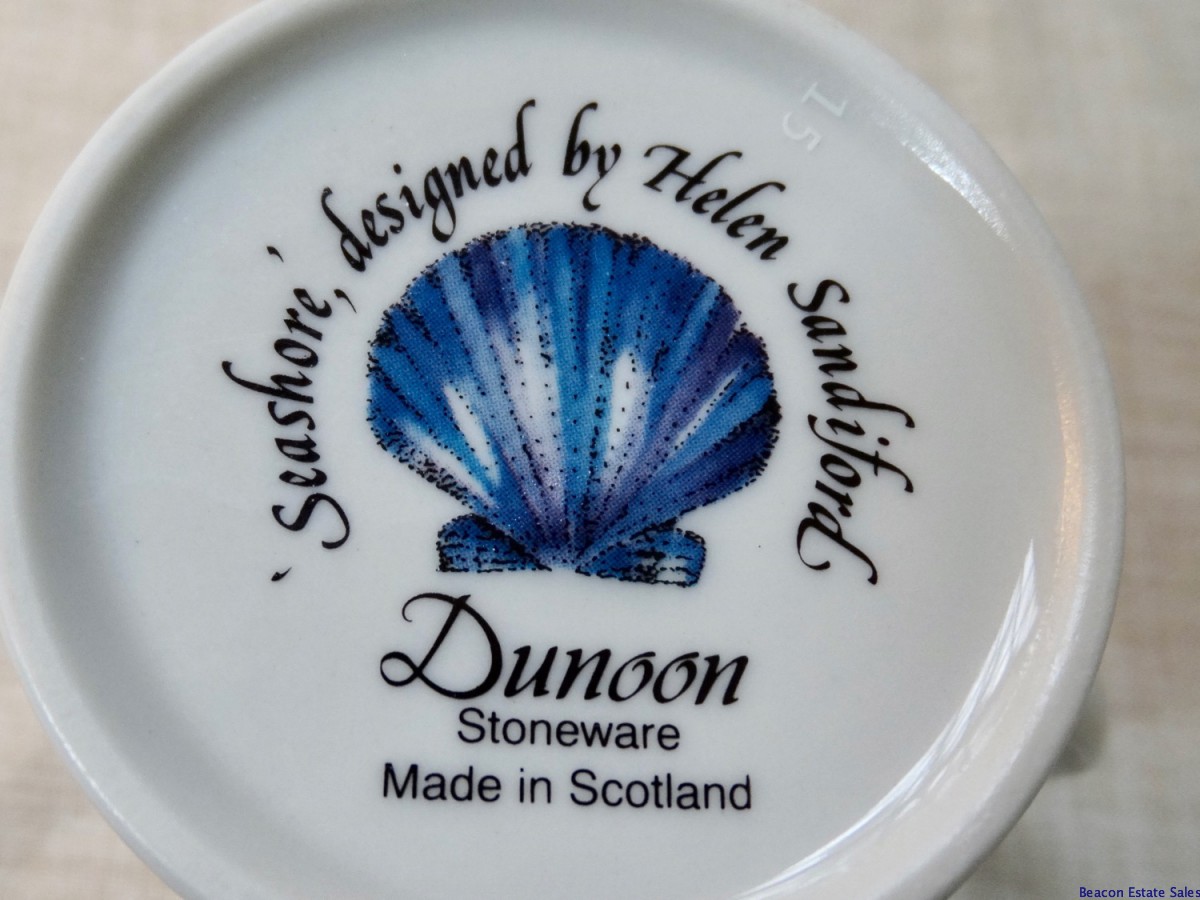 'Seashore,' designed by Helen Sandiford
15
Dunoon
Stoneware
Made in Scotland
Beacon Estate Sales